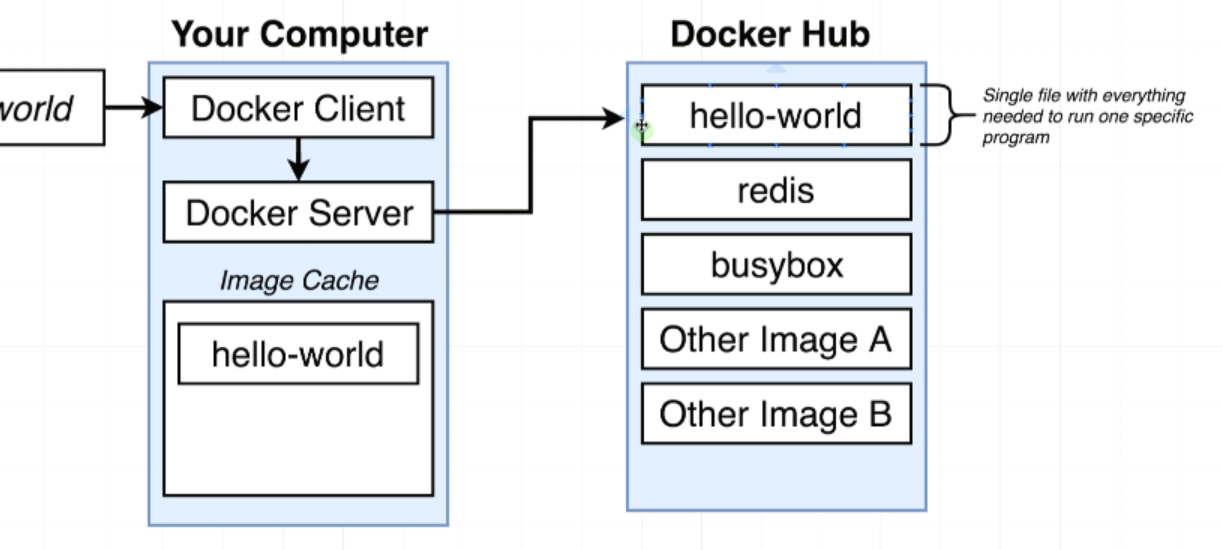 Your Computer
Docker Hub
world
Docker Client
Docker Server
Image Cache
hello-world
hello-world
redis
busybox
Other Image A
Other Image B
Single file with everything
needed to run one specific
program